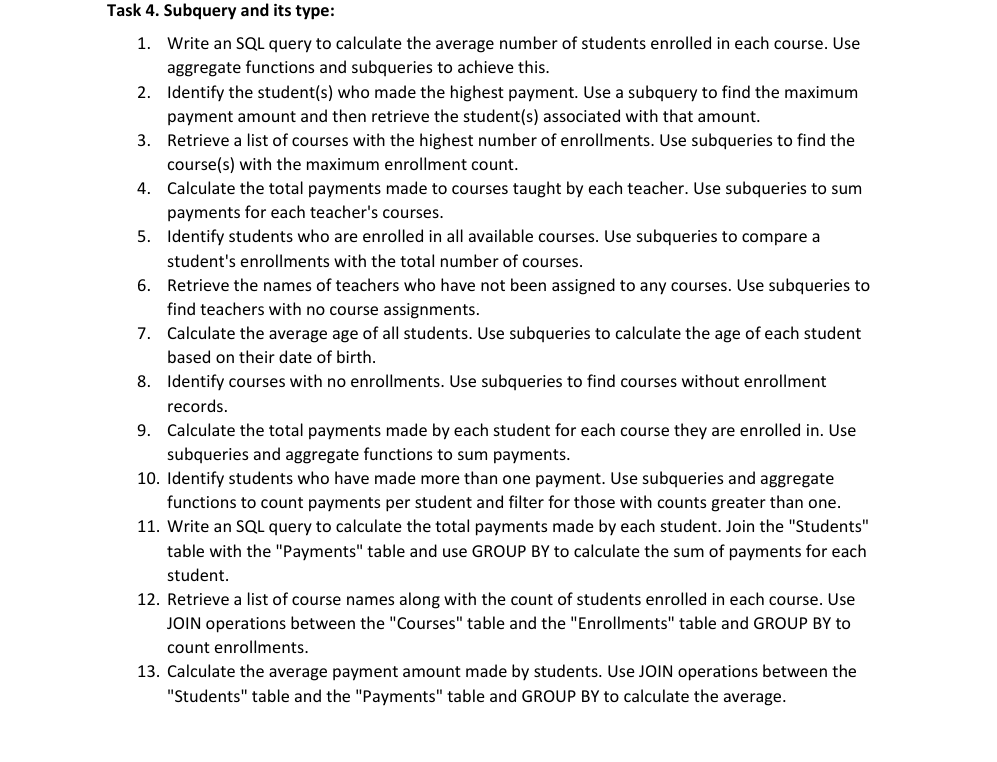 Task 4. Subquery and its type:
1. Write an SQL query to calculate the average number of students enrolled in each course. Use
aggregate functions and subqueries to achieve this.
2. Identify the student(s) who made the highest payment. Use a subquery to find the maximum
payment amount and then retrieve the student(s) associated with that amount.
3. Retrieve a list of courses with the highest number of enrollments. Use subqueries to find the
course(s) with the maximum enrollment count.
4. Calculate the total payments made to courses taught by each teacher. Use subqueries to sum
payments for each teacher's courses.
5. Identify students who are enrolled in all available courses. Use subqueries to compare a
student's enrollments with the total number of courses.
6. Retrieve the names of teachers who have not been assigned to any courses. Use subqueries to
find teachers with no course assignments.
7. Calculate the average age of all students. Use subqueries to calculate the age of each student
based on their date of birth.
8. Identify courses with no enrollments. Use subqueries to find courses without enrollment
records.
9. Calculate the total payments made by each student for each course they are enrolled in. Use
subqueries and aggregate functions to sum payments.
10. Identify students who have made more than one payment. Use subqueries and aggregate
functions to count payments per student and filter for those with counts greater than one.
11. Write an SQL query to calculate the total payments made by each student. Join the "Students"
table with the "Payments" table and use GROUP BY to calculate the sum of payments for each
student.
12. Retrieve a list of course names along with the count of students enrolled in each course. Use
JOIN operations between the "Courses" table and the "Enrollments" table and GROUP BY to
count enrollments.
13. Calculate the average payment amount made by students. Use JOIN operations between the
"Students" table and the "Payments" table and GROUP BY to calculate the average.